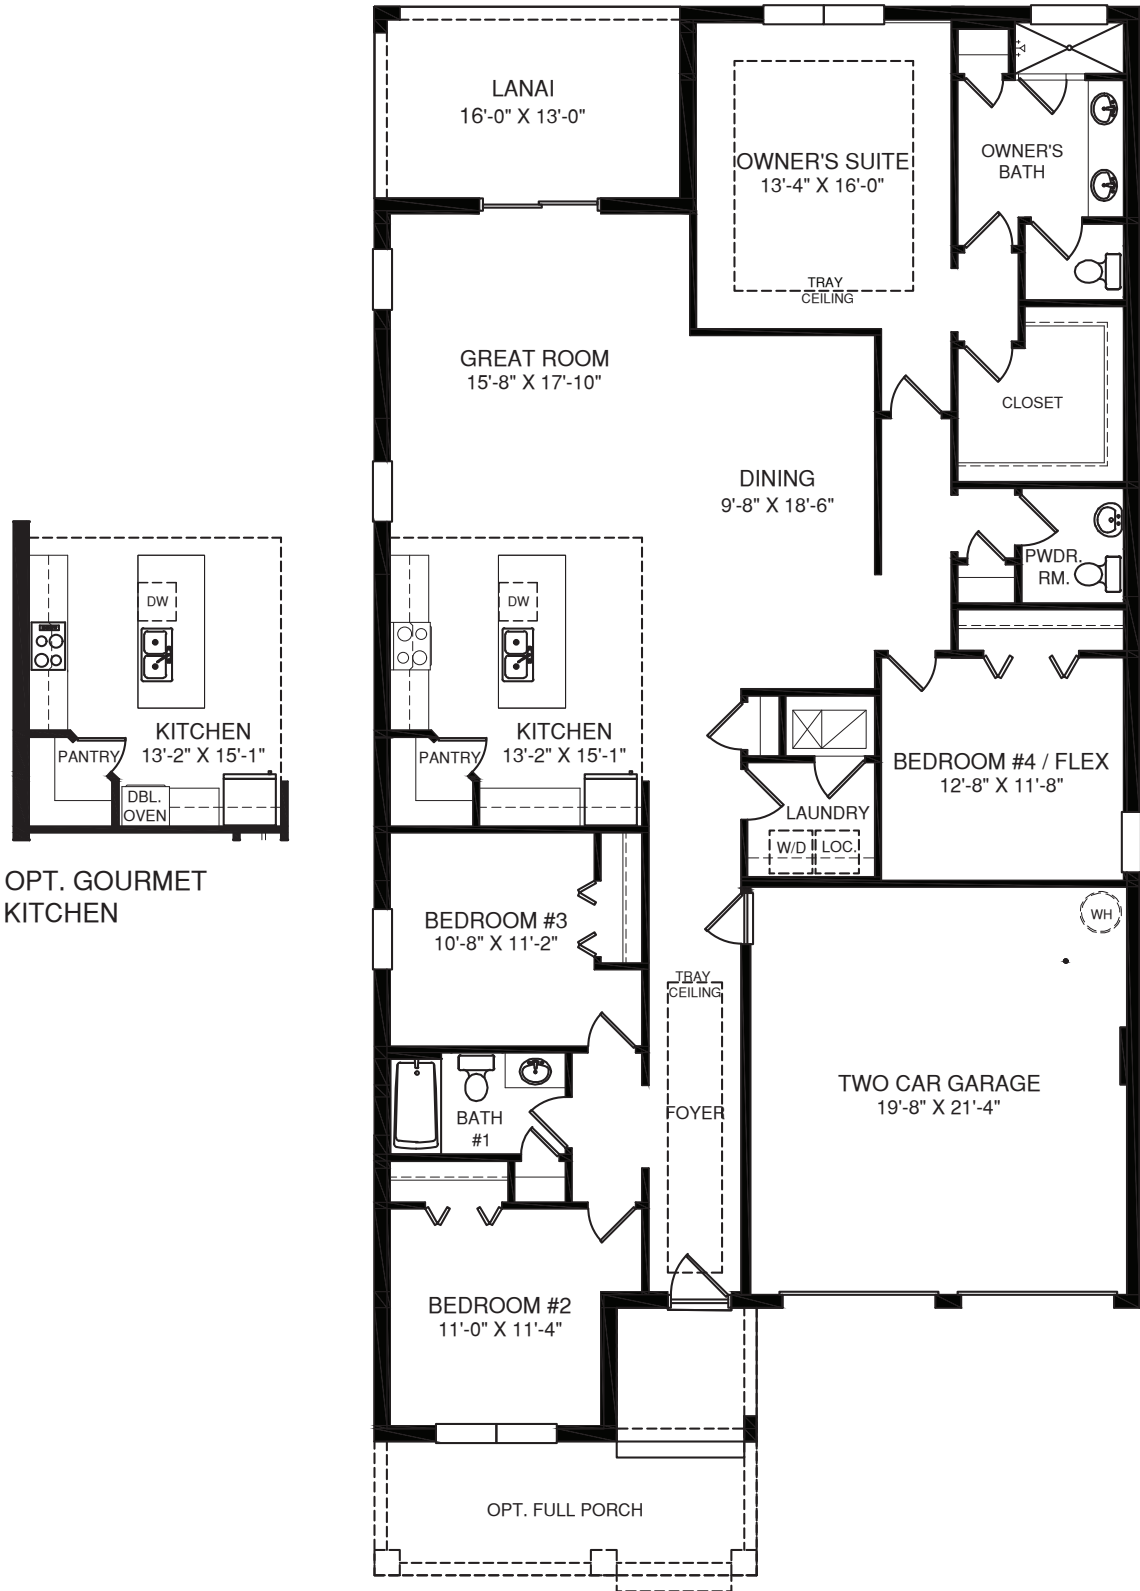 LANAI
16'-0" X 13'-0"
OWNER'S SUITE
13'-4" X 16'-0"
TRAY
CEILING
OWNER'S
BATH
GREAT ROOM
15'-8" X 17'-10"
CLOSET
DINING
9'-8" X 18'-6"
PWDR.
RM.
DW
KITCHEN
13'-2" X 15'-1"
PANTRY
DBL.
OVEN
OPT. GOURMET
KITCHEN
DW
KITCHEN
13'-2" X 15'-1"
PANTRY
BEDROOM #4 / FLEX
12'-8" X 11'-8"
LAUNDRY
W/D
LOC.
BEDROOM #3
10'-8" X 11'-2"
WH
TRAY
CEILING
TWO CAR GARAGE
19'-8" X 21'-4"
FOYER
BATH
#1
BEDROOM #2
11'-0" X 11'-4"
OPT. FULL PORCH